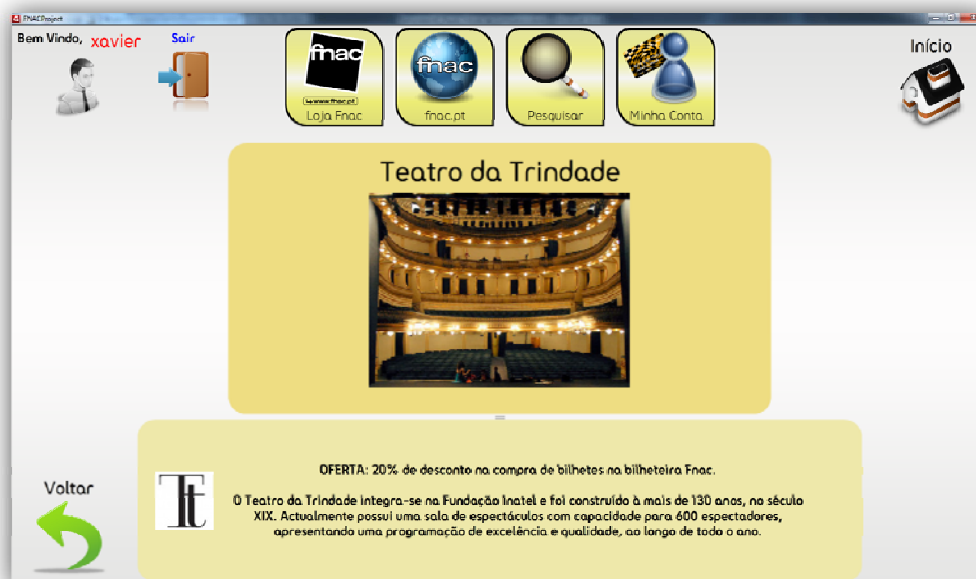 FNACProject
Bem Vindo, xavier
Sair
fnac
www.fnac.pt
Loja Fnac
fnac
fnac.pt
Pesquisar
Minha Conta
Início
Teatro da Trindade
Voltar
Tt
OFERTA: 20% de desconto na compra de bilhetes na bilheteira Fnac.
O Teatro da Trindade integra-se na Fundação Inatel e foi construído à mais de 130 anos, no século
XIX. Actualmente possui uma sala de espectáculos com capacidade para 600 espectadores,
apresentando uma programação de excelência e qualidade, ao longo de todo o ano.